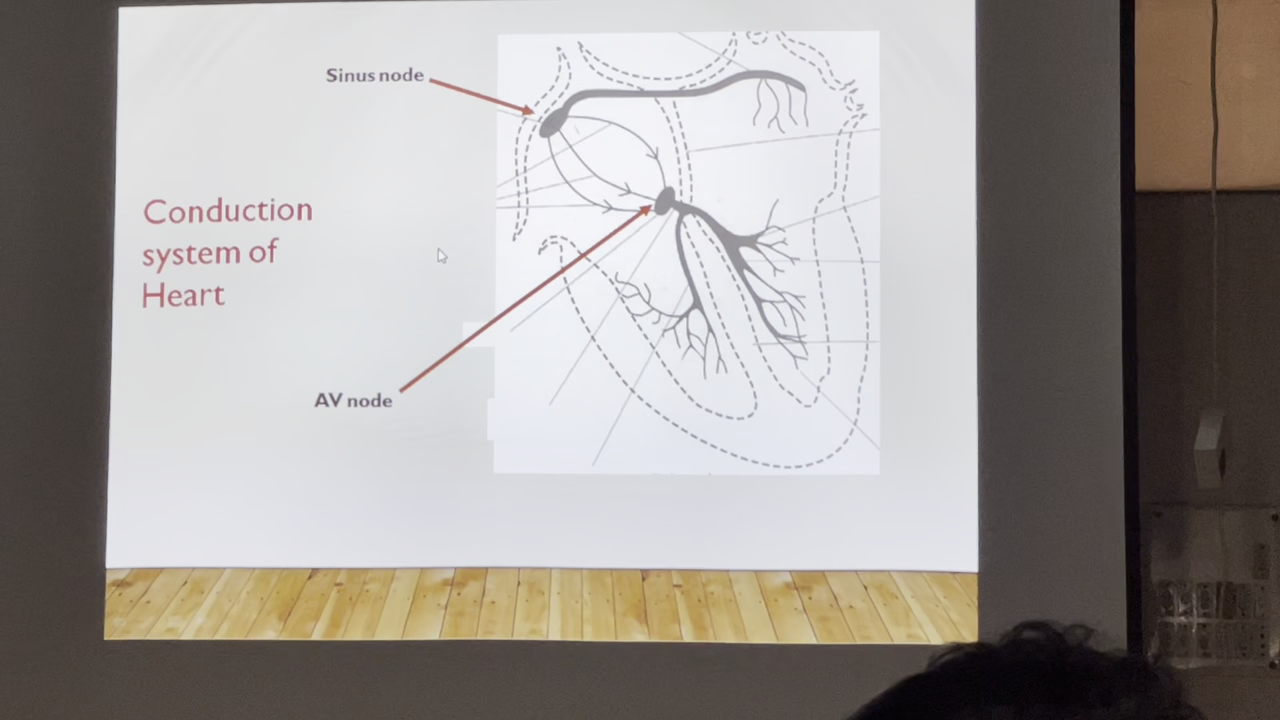 Sinus node
Conduction
system of
Heart
AV node